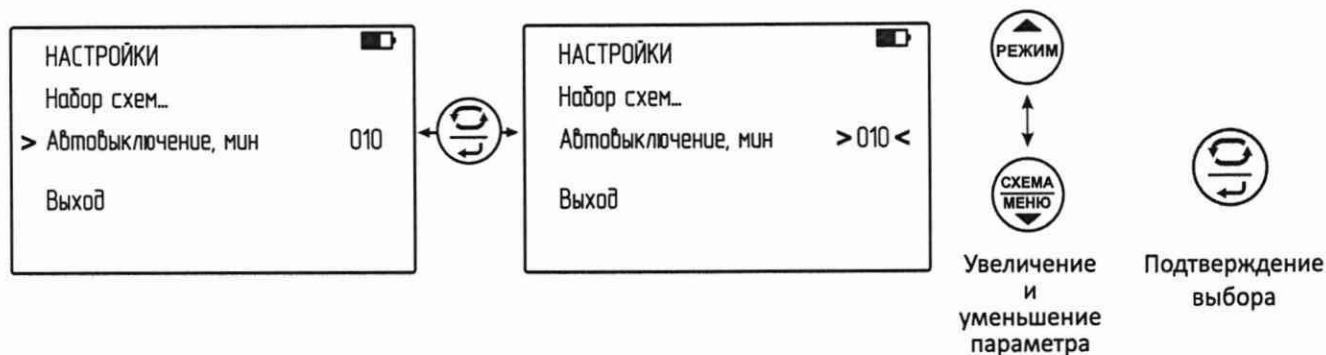 НАСТРОЙКИ
Набор схем...
> Автовыключение, мин 010
Выход
НАСТРОЙКИ
Набор схем...
Автовыключение, мин >010<
Выход
РЕЖИМ
СХЕМА
МЕНЮ
Увеличение
и
уменьшение
параметра
Подтверждение
выбора